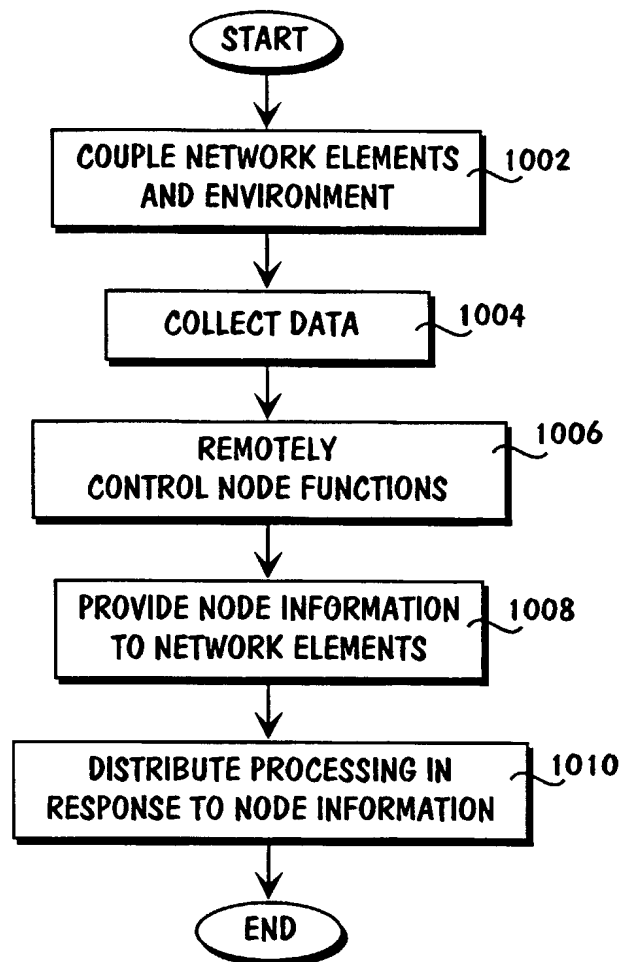 START
COUPLE NETWORK ELEMENTS
AND ENVIRONMENT
1002
COLLECT DATA
1004
REMOTELY
CONTROL NODE FUNCTIONS
1006
PROVIDE NODE INFORMATION
TO NETWORK ELEMENTS
1008
DISTRIBUTE PROCESSING IN
RESPONSE TO NODE INFORMATION
1010
END